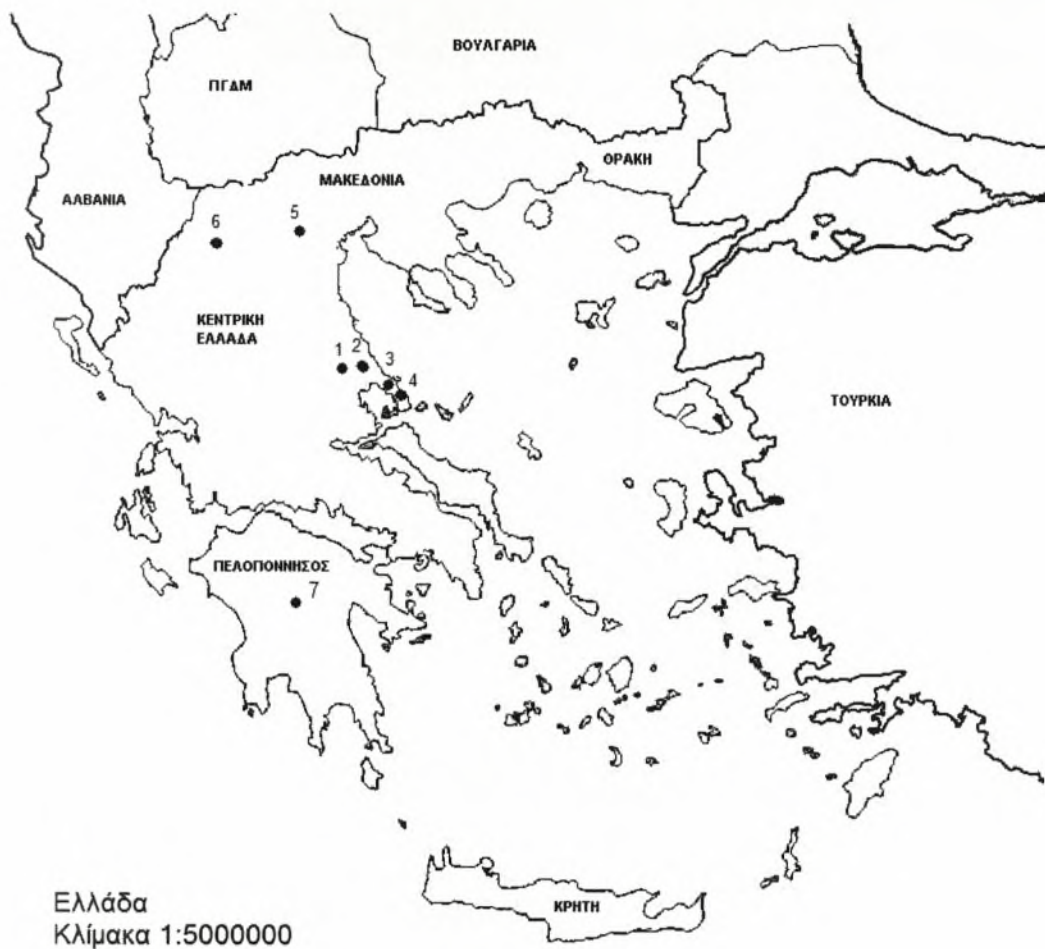 ΒΟΥΛΓΑΡΙΑ
ΠΓΔΜ
ΘΡΑΚΗ
ΜΑΚΕΔΟΝΙΑ
ΑΛΒΑΝΙΑ
5
6
ΚΕΝΤΡΙΚΗ
ΕΛΛΑΔΑ
1
2
3
4
ΤΟΥΡΚΙΑ
ΠΕΛΟΠΟΝΝΗΣΟΣ
7
ΚΡΗΤΗ
Ελλάδα
Κλίμακα 1:5000000